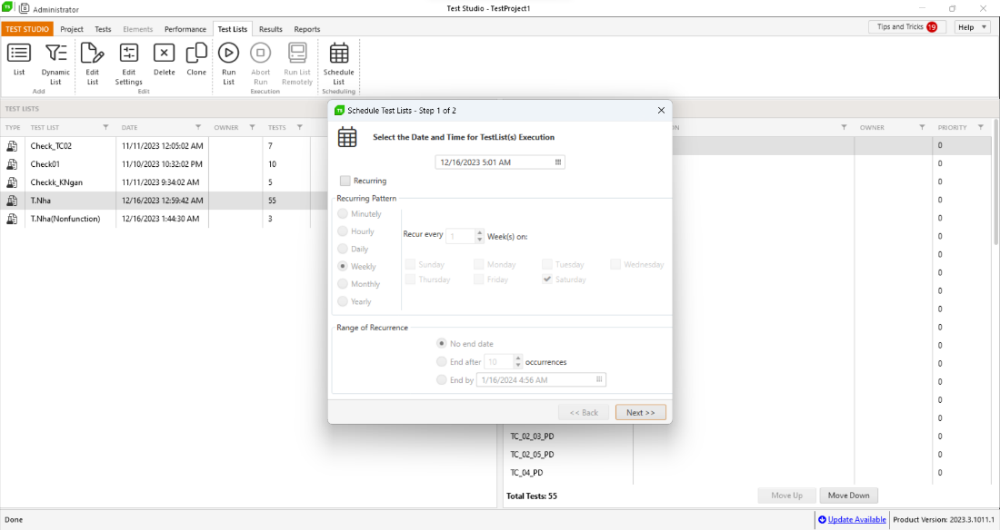 Administrator
Test Studio - TestProject1
TEST STUDIO Project Tests Elements Performance Test Lists Results Reports
Tips and Tricks 19 Help
List Dynamic List Edit List Edit Settings Delete Clone Run List Abort Run Run List Remotely Schedule List
Add Edit Execution Scheduling
TEST LISTS
TYPE TEST LIST DATE OWNER TESTS OWNER PRIORITY
Check_TC02 11/11/2023 12:05:02 AM 7 0
Check01 11/10/2023 10:32:02 PM 10 0
Checkk_KNgan 11/11/2023 9:34:02 AM 5 0
T.Nha 12/16/2023 12:59:42 AM 55 0
T.Nha(Nonfunction) 12/16/2023 1:44:30 AM 3 0
0
0
0
0
0
0
0
0
0
0
0
Schedule Test Lists - Step 1 of 2
Select the Date and Time for TestList(s) Execution
12/16/2023 5:01 AM
Recurring
Recurring Pattern
Minutely
Hourly
Daily
Weekly
Monthly
Yearly
Recur every 1 Week(s) on:
Sunday Monday Tuesday Wednesday
Thursday Friday Saturday
Range of Recurrence
No end date
End after 10 occurrences
End by 1/16/2024 4:56 AM
<< Back Next >>
TC_02_03_PD 0
TC_02_05_PD 0
TC_04_PD 0
Total Tests: 55 Move Up Move Down
Done
Update Available Product Version: 2023.3.1011.1